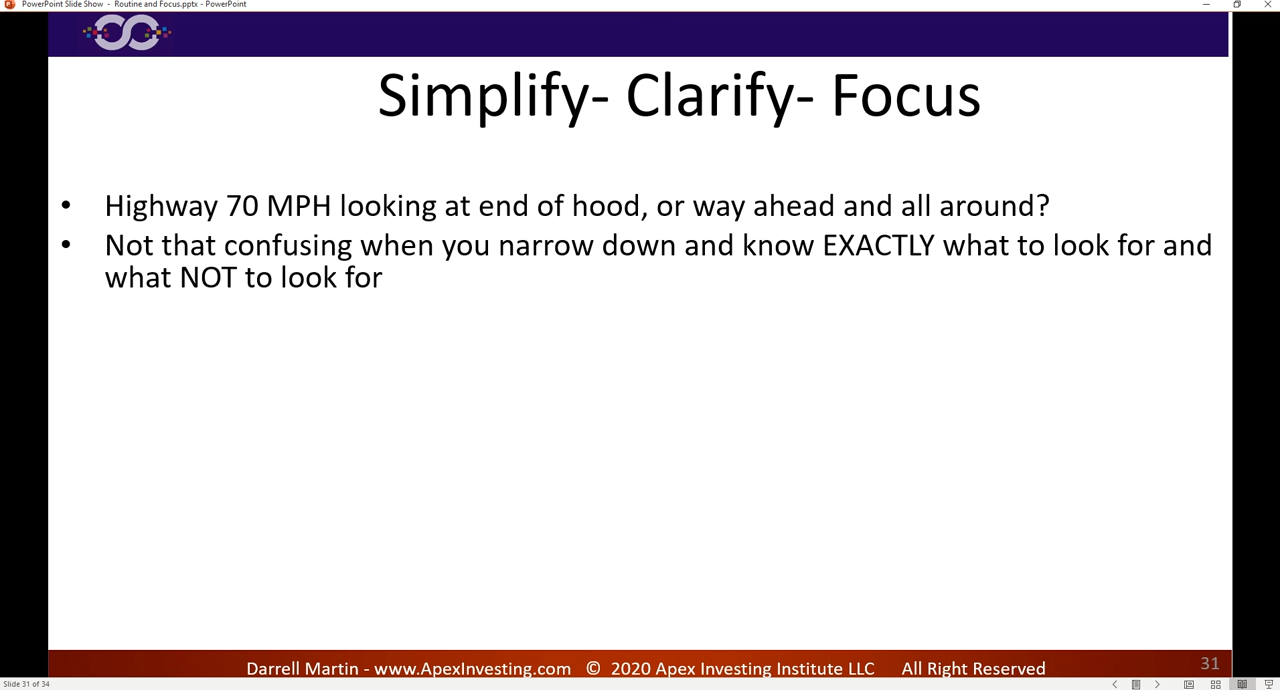 PowerPoint Slide Show - Routine and Focus.pptx - PowerPoint
Simplify- Clarify- Focus
• Highway 70 MPH looking at end of hood, or way ahead and all around?
• Not that confusing when you narrow down and know EXACTLY what to look for and
what NOT to look for
Darrell Martin - www.ApexInvesting.com © 2020 Apex Investing Institute LLC All Right Reserved
31
Slide 31 of 34